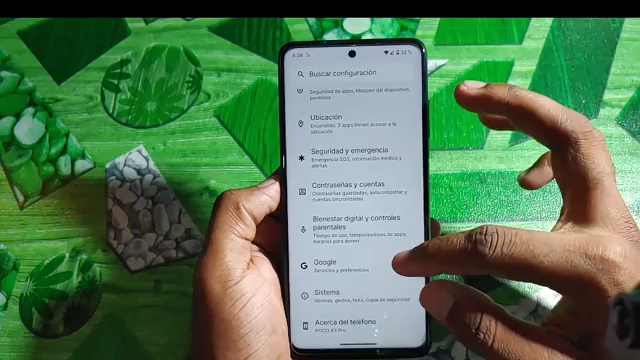 5:38
32 %
Buscar configuración
Seguridad de apps, bloqueo del dispositivo,
permisos
Ubicación
Encendido: 3 apps tienen acceso a la
ubicación
Seguridad y emergencia
Emergencia SOS, información médica y
alertas
Contraseñas y cuentas
Contraseñas guardadas, autocompletar y
cuentas sincronizadas
Bienestar digital y controles
parentales
Tiempo de uso, temporizadores de apps,
horarios para dormir
Google
Servicios y preferencias
Sistema
Idiomas, gestos, hora, copia de seguridad
Acerca del teléfono
POCO X3 Pro